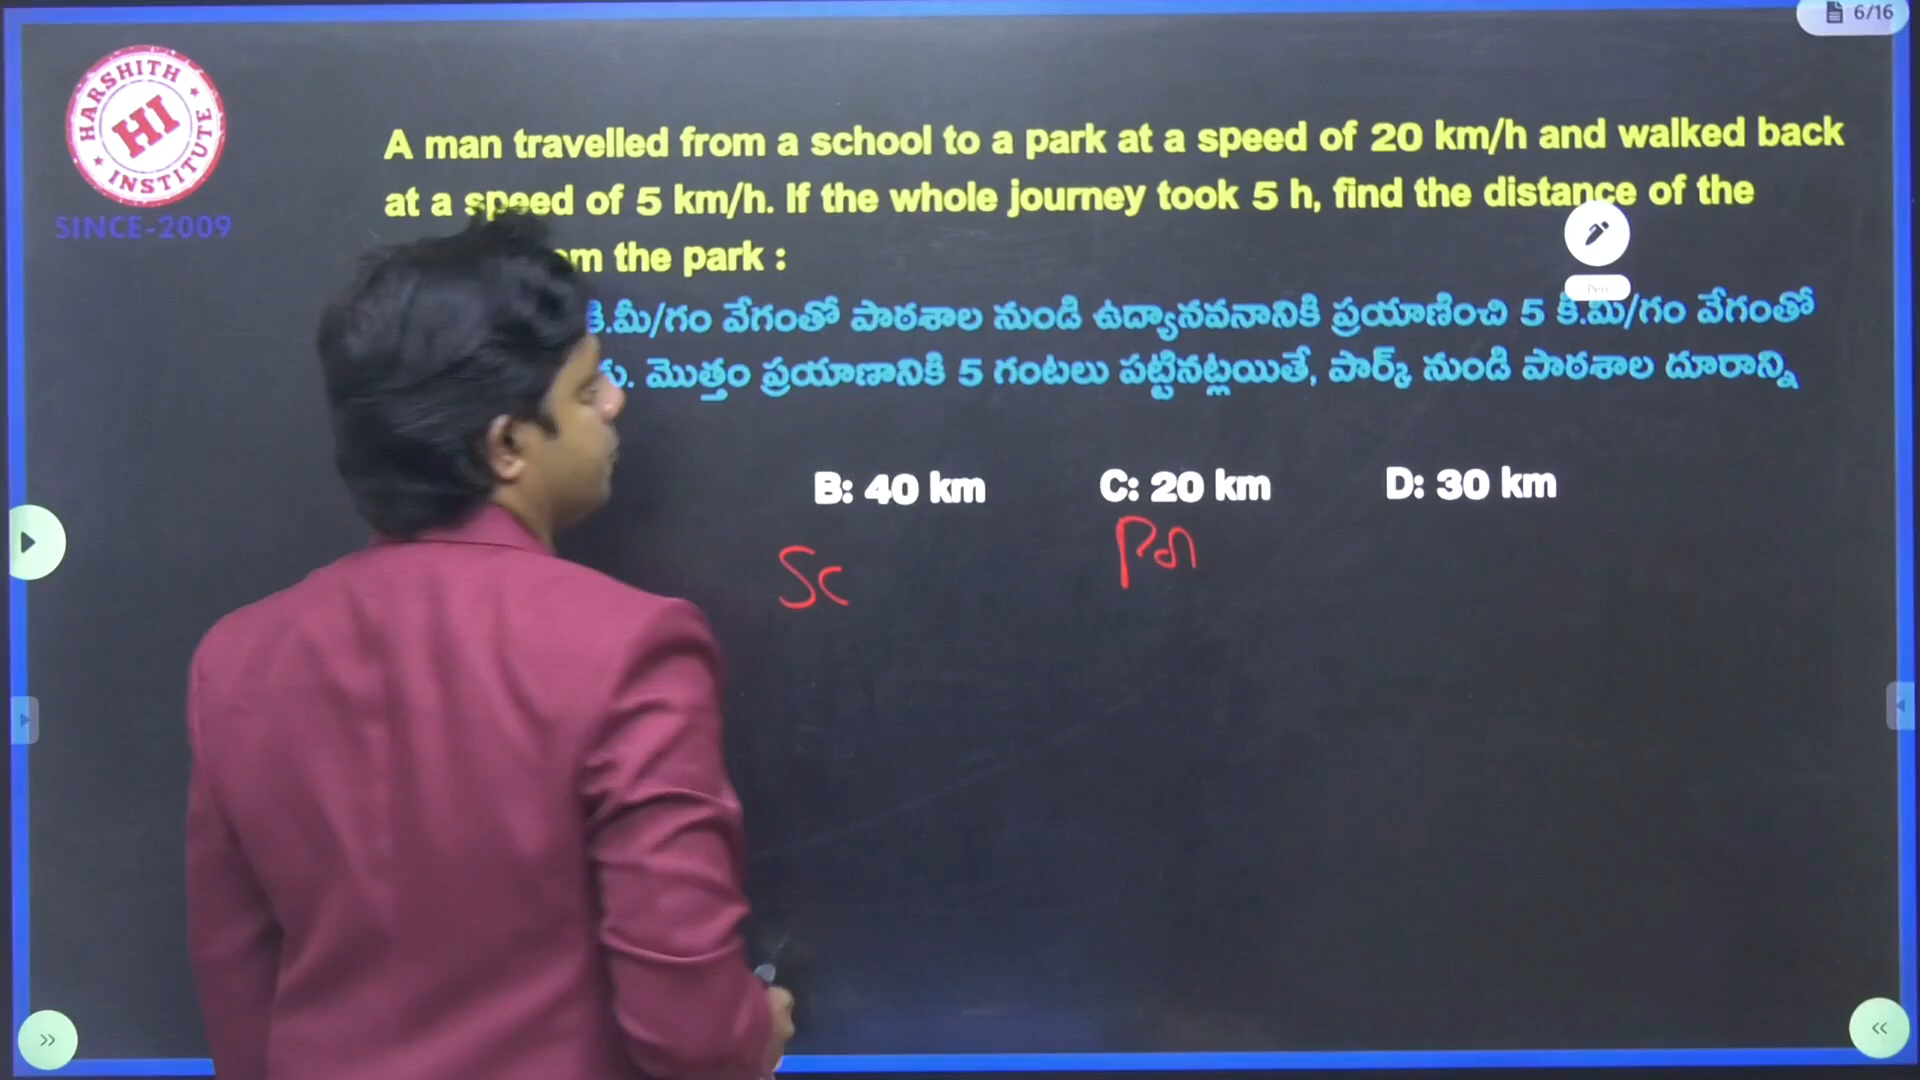 6/16
HARSHITH
HI
INSTITUTE
SINCE-2009
A man travelled from a school to a park at a speed of 20 km/h and walked back
at a speed of 5 km/h. If the whole journey took 5 h, find the distance of the
the park :
Pen
కి.మీ/గం వేగంతో పాఠశాల నుండి ఉద్యానవనానికి ప్రయాణించి 5 కి.మీ/గం వేగంతో
మొత్తం ప్రయాణానికి 5 గంటలు పట్టినట్లయితే, పార్క్ నుండి పాఠశాల దూరాన్ని
B: 40 km C: 20 km D: 30 km
Sc